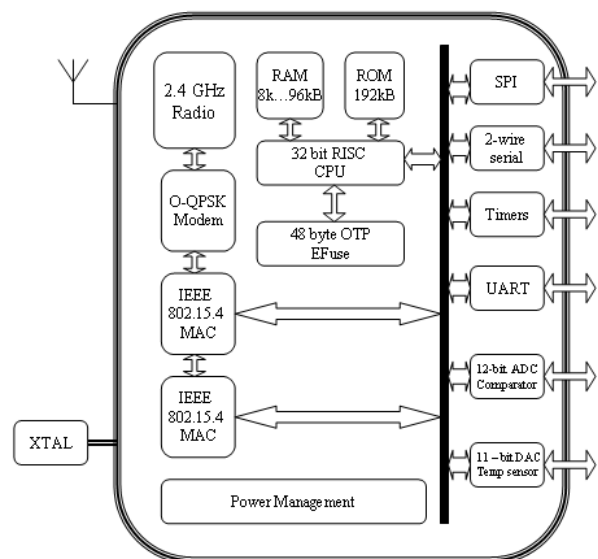 2.4 GHz
Radio
RAM
8k...96kB
ROM
192kB
SPI
32 bit RISC
CPU
2-wire
serial
O-QPSK
Modem
48 byte OTP
EFuse
Timers
IEEE
802.15.4
MAC
UART
IEEE
802.15.4
MAC
12-bit ADC
Comparator
XTAL
11 – bit DAC
Temp sensor
Power Management